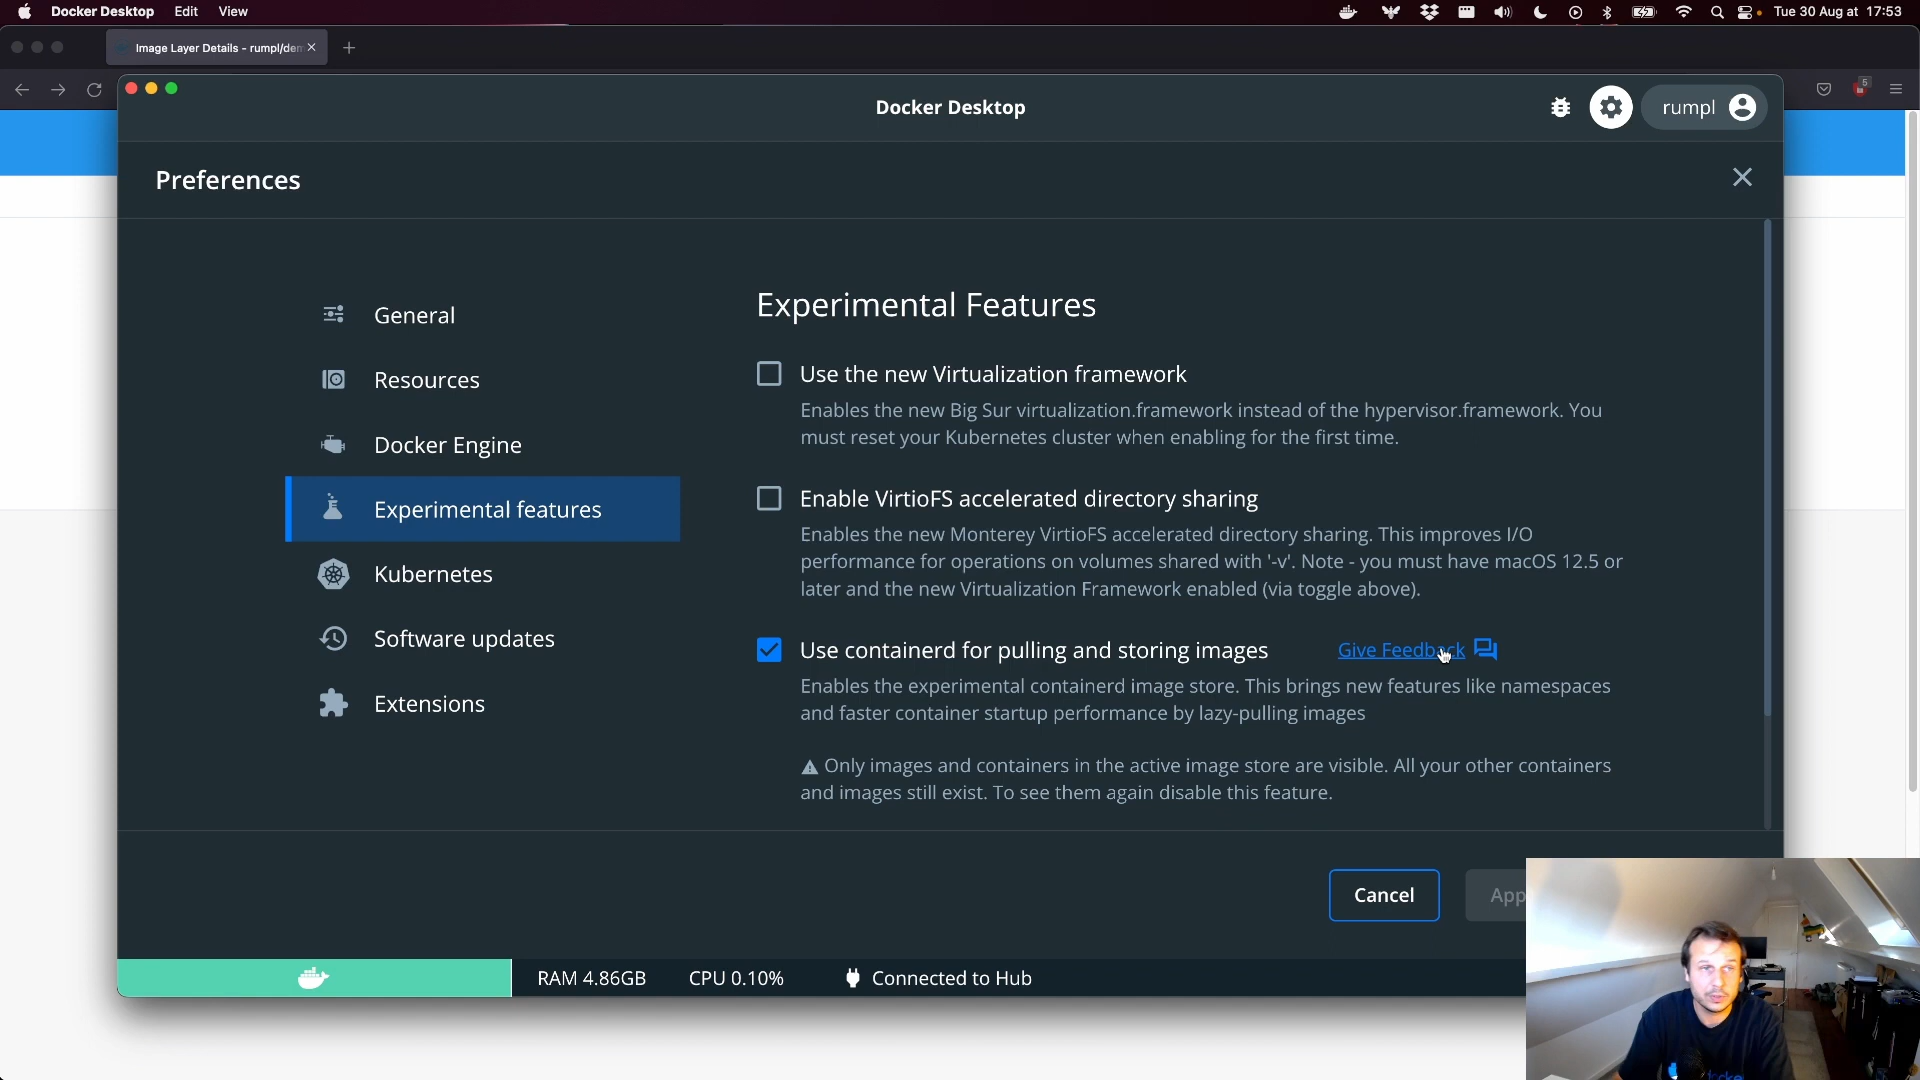 Docker Desktop Edit View Tue 30 Aug at 17:53
Image Layer Details - rumpl/den
5
Docker Desktop
rumpl
Preferences
General
Resources
Docker Engine
Experimental features
Kubernetes
Software updates
Extensions
Experimental Features
Use the new Virtualization framework
Enables the new Big Sur virtualization.framework instead of the hypervisor.framework. You
must reset your Kubernetes cluster when enabling for the first time.
Enable VirtioFS accelerated directory sharing
Enables the new Monterey VirtioFS accelerated directory sharing. This improves I/O
performance for operations on volumes shared with '-v'. Note - you must have macOS 12.5 or
later and the new Virtualization Framework enabled (via toggle above).
Use containerd for pulling and storing images Give Feedback
Enables the experimental containerd image store. This brings new features like namespaces
and faster container startup performance by lazy-pulling images
Only images and containers in the active image store are visible. All your other containers
and images still exist. To see them again disable this feature.
Cancel App
RAM 4.86GB CPU 0.10% Connected to Hub